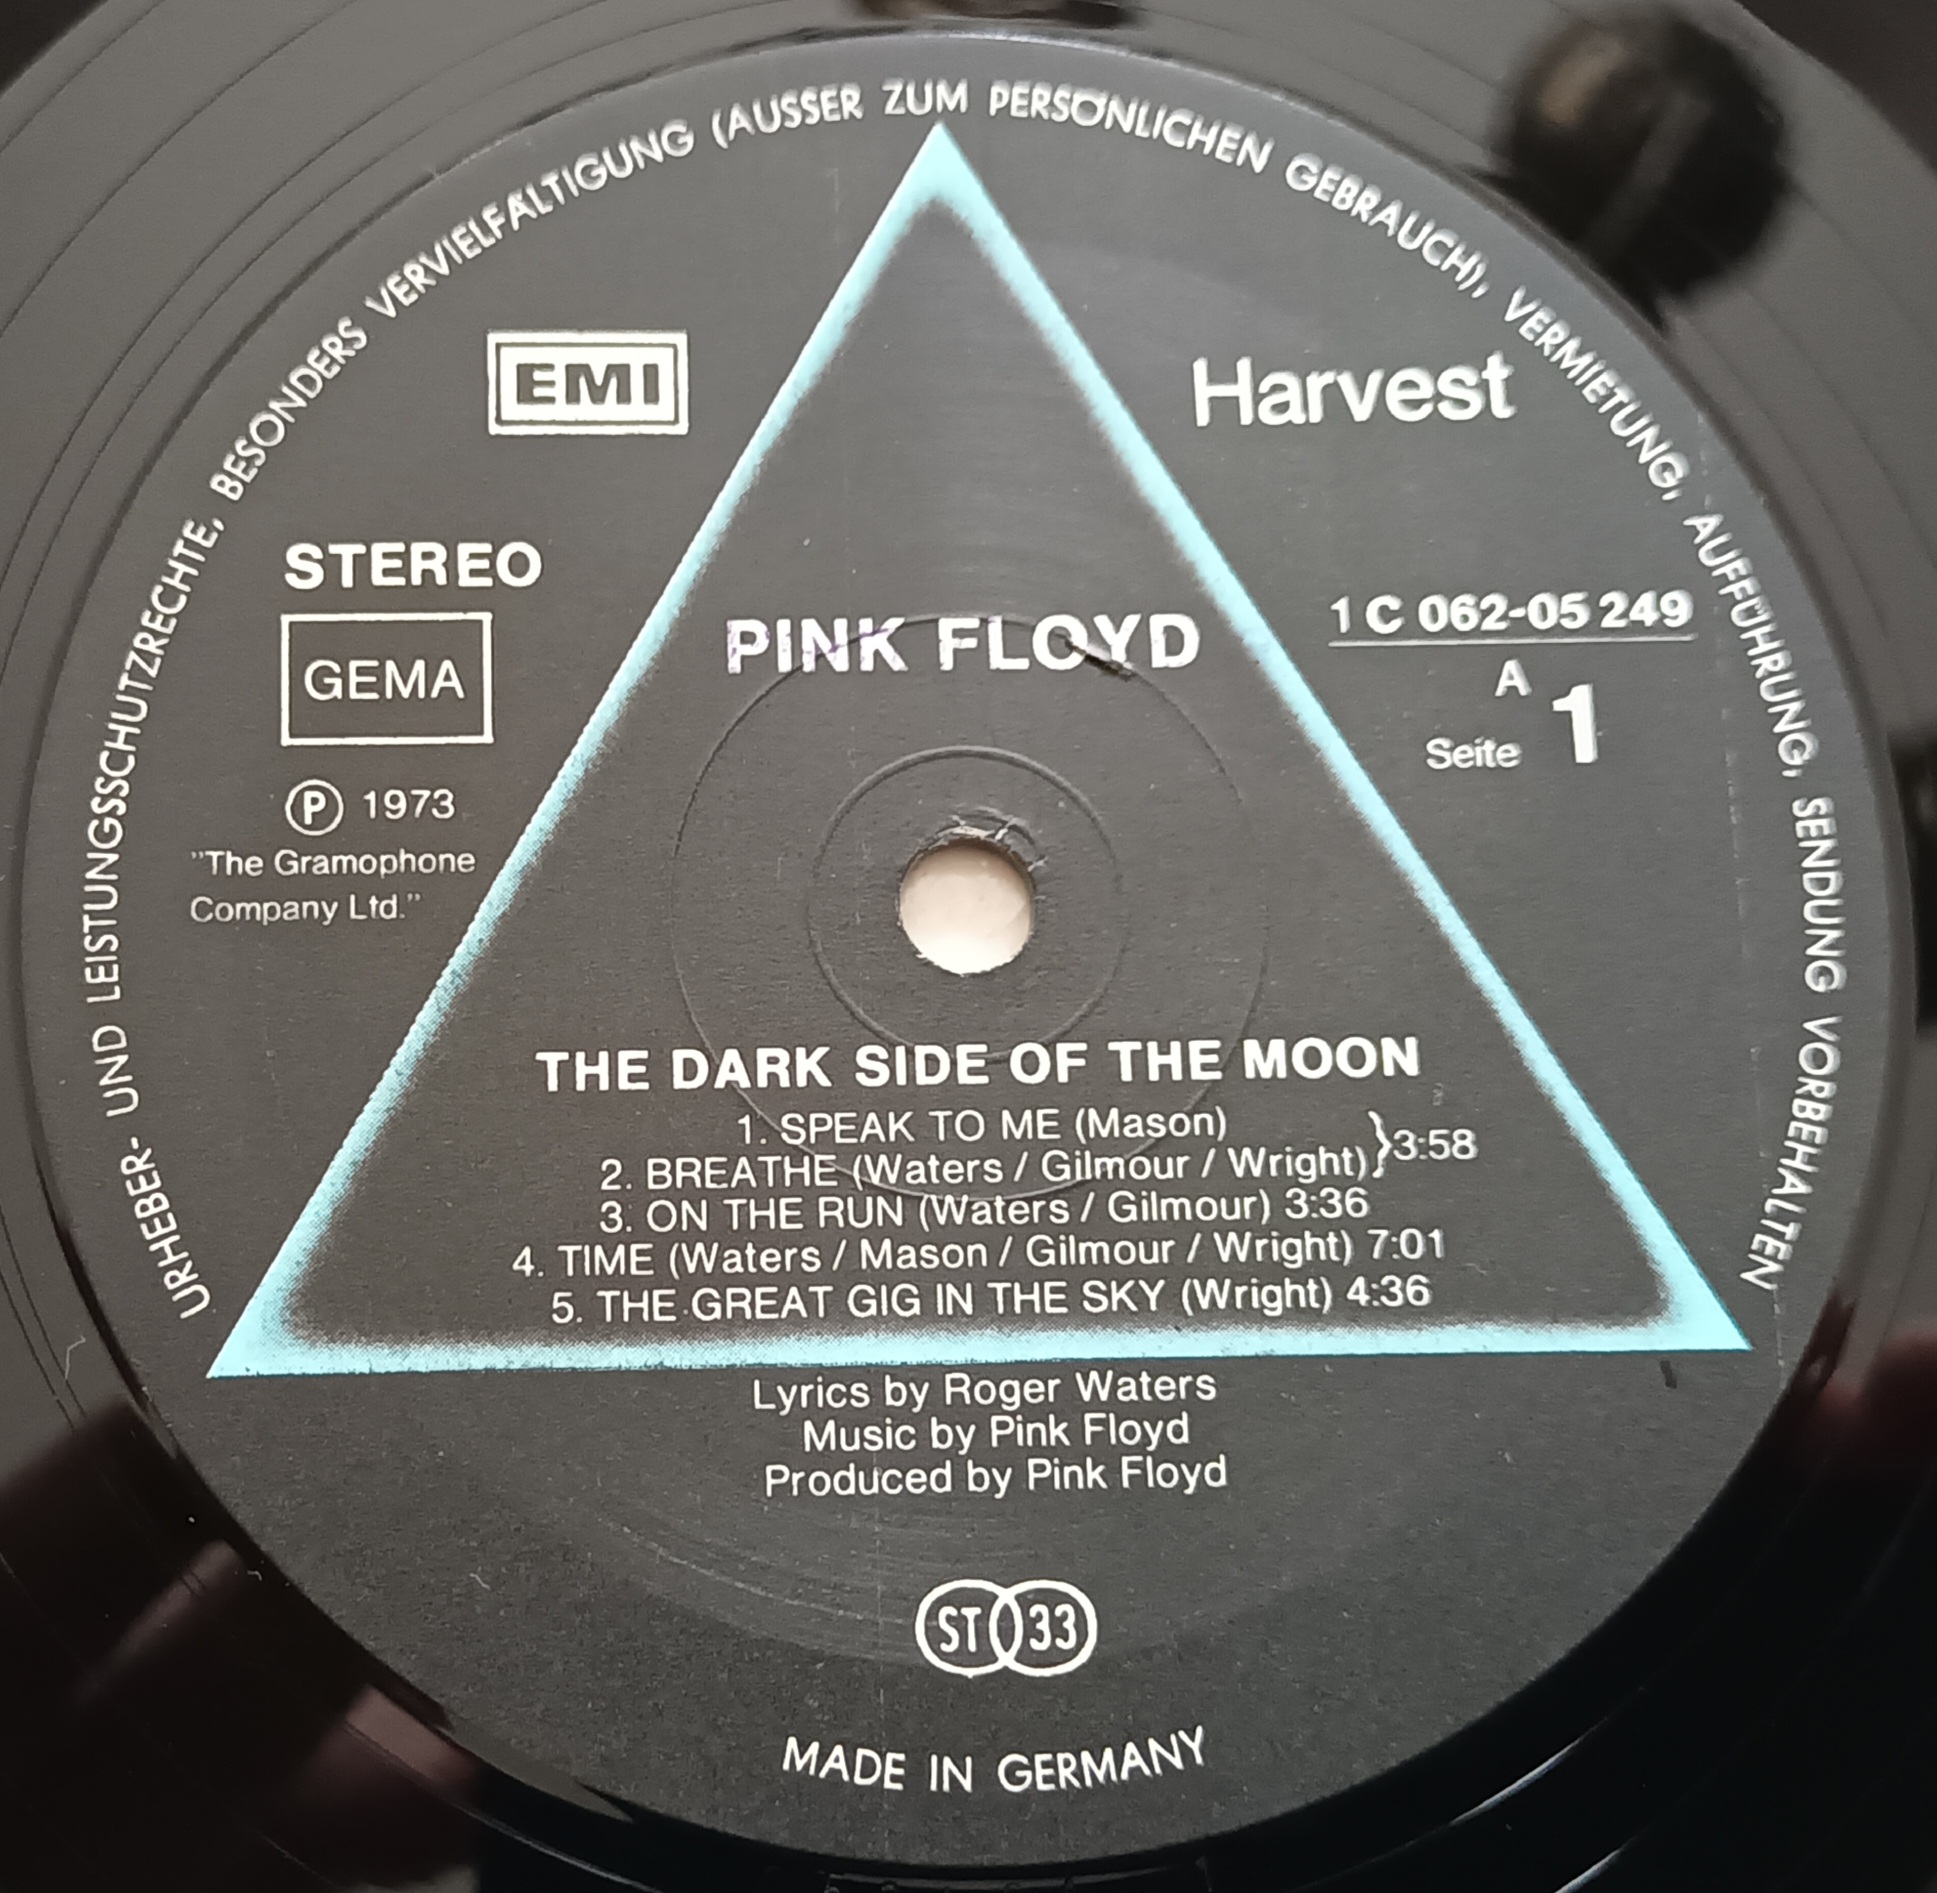 URHEBER- UND LEISTUNGSSCHUTZRECHTE, BESONDERS VERVIELFÄLTIGUNG (AUSSER ZUM PERSÖNLICHEN GEBRAUCH), VERMIETUNG, AUFFÜHRUNG, SENDUNG VORBEHALTEN
EMI
Harvest
STEREO
GEMA
℗ 1973
"The Gramophone
Company Ltd."
PINK FLOYD
1 C 062-05 249
A
Seite 1
THE DARK SIDE OF THE MOON
1. SPEAK TO ME (Mason)
2. BREATHE (Waters / Gilmour / Wright) }3:58
3. ON THE RUN (Waters / Gilmour) 3:36
4. TIME (Waters / Mason / Gilmour / Wright) 7:01
5. THE GREAT GIG IN THE SKY (Wright) 4:36
Lyrics by Roger Waters
Music by Pink Floyd
Produced by Pink Floyd
ST 33
MADE IN GERMANY